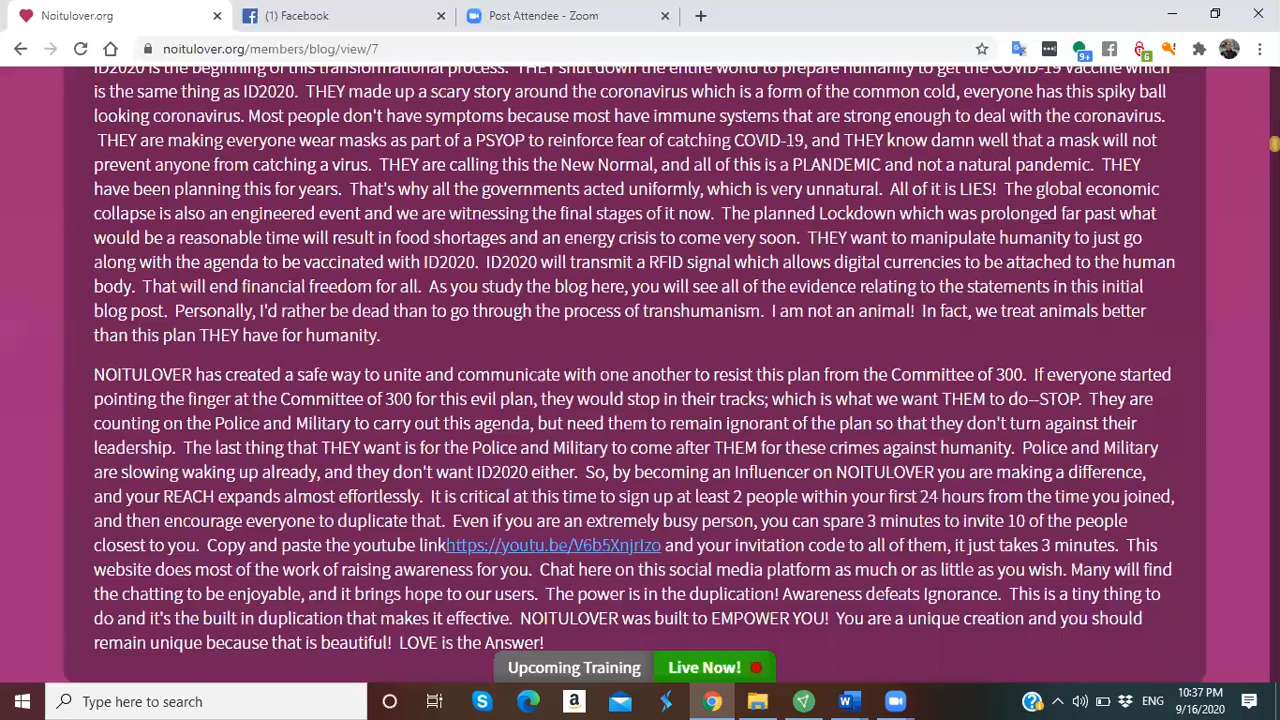 Noitulover.org
(1) Facebook
Post Attendee - Zoom
noitulover.org/members/blog/view/7
9+
6
ID2020 is the beginning of this transformational process.  THEY shut down the entire world to prepare humanity to get the COVID-19 vaccine which
is the same thing as ID2020.  THEY made up a scary story around the coronavirus which is a form of the common cold, everyone has this spiky ball
looking coronavirus. Most people don't have symptoms because most have immune systems that are strong enough to deal with the coronavirus.
THEY are making everyone wear masks as part of a PSYOP to reinforce fear of catching COVID-19, and THEY know damn well that a mask will not
prevent anyone from catching a virus.  THEY are calling this the New Normal, and all of this is a PLANDEMIC and not a natural pandemic.  THEY
have been planning this for years.  That's why all the governments acted uniformly, which is very unnatural.  All of it is LIES!  The global economic
collapse is also an engineered event and we are witnessing the final stages of it now.  The planned Lockdown which was prolonged far past what
would be a reasonable time will result in food shortages and an energy crisis to come very soon.  THEY want to manipulate humanity to just go
along with the agenda to be vaccinated with ID2020.  ID2020 will transmit a RFID signal which allows digital currencies to be attached to the human
body.  That will end financial freedom for all.  As you study the blog here, you will see all of the evidence relating to the statements in this initial
blog post.  Personally, I'd rather be dead than to go through the process of transhumanism.  I am not an animal!  In fact, we treat animals better
than this plan THEY have for humanity.
NOITULOVER has created a safe way to unite and communicate with one another to resist this plan from the Committee of 300.  If everyone started
pointing the finger at the Committee of 300 for this evil plan, they would stop in their tracks; which is what we want THEM to do--STOP.  They are
counting on the Police and Military to carry out this agenda, but need them to remain ignorant of the plan so that they don't turn against their
leadership.  The last thing that THEY want is for the Police and Military to come after THEM for these crimes against humanity.  Police and Military
are slowing waking up already, and they don't want ID2020 either.  So, by becoming an Influencer on NOITULOVER you are making a difference,
and your REACH expands almost effortlessly.  It is critical at this time to sign up at least 2 people within your first 24 hours from the time you joined,
and then encourage everyone to duplicate that.  Even if you are an extremely busy person, you can spare 3 minutes to invite 10 of the people
closest to you.  Copy and paste the youtube linkhttps://youtu.be/V6b5XnjrIzo and your invitation code to all of them, it just takes 3 minutes.  This
website does most of the work of raising awareness for you.  Chat here on this social media platform as much or as little as you wish. Many will find
the chatting to be enjoyable, and it brings hope to our users.  The power is in the duplication! Awareness defeats Ignorance.  This is a tiny thing to
do and it's the built in duplication that makes it effective.  NOITULOVER was built to EMPOWER YOU!  You are a unique creation and you should
remain unique because that is beautiful!  LOVE is the Answer!
Upcoming Training
Live Now!
Type here to search
ENG
10:37 PM
9/16/2020